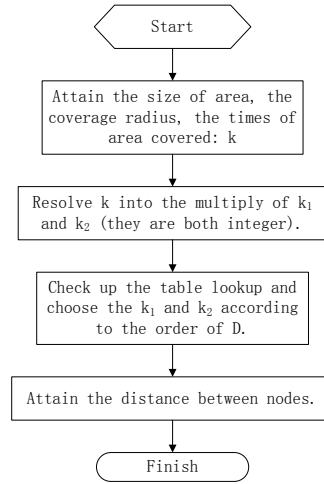 Start
Attain the size of area, the
coverage radius, the times of
area covered: k
Resolve k into the multiply of k₁
and k₂ (they are both integer).
Check up the table lookup and
choose the k₁ and k₂ according
to the order of D.
Attain the distance between nodes.
Finish